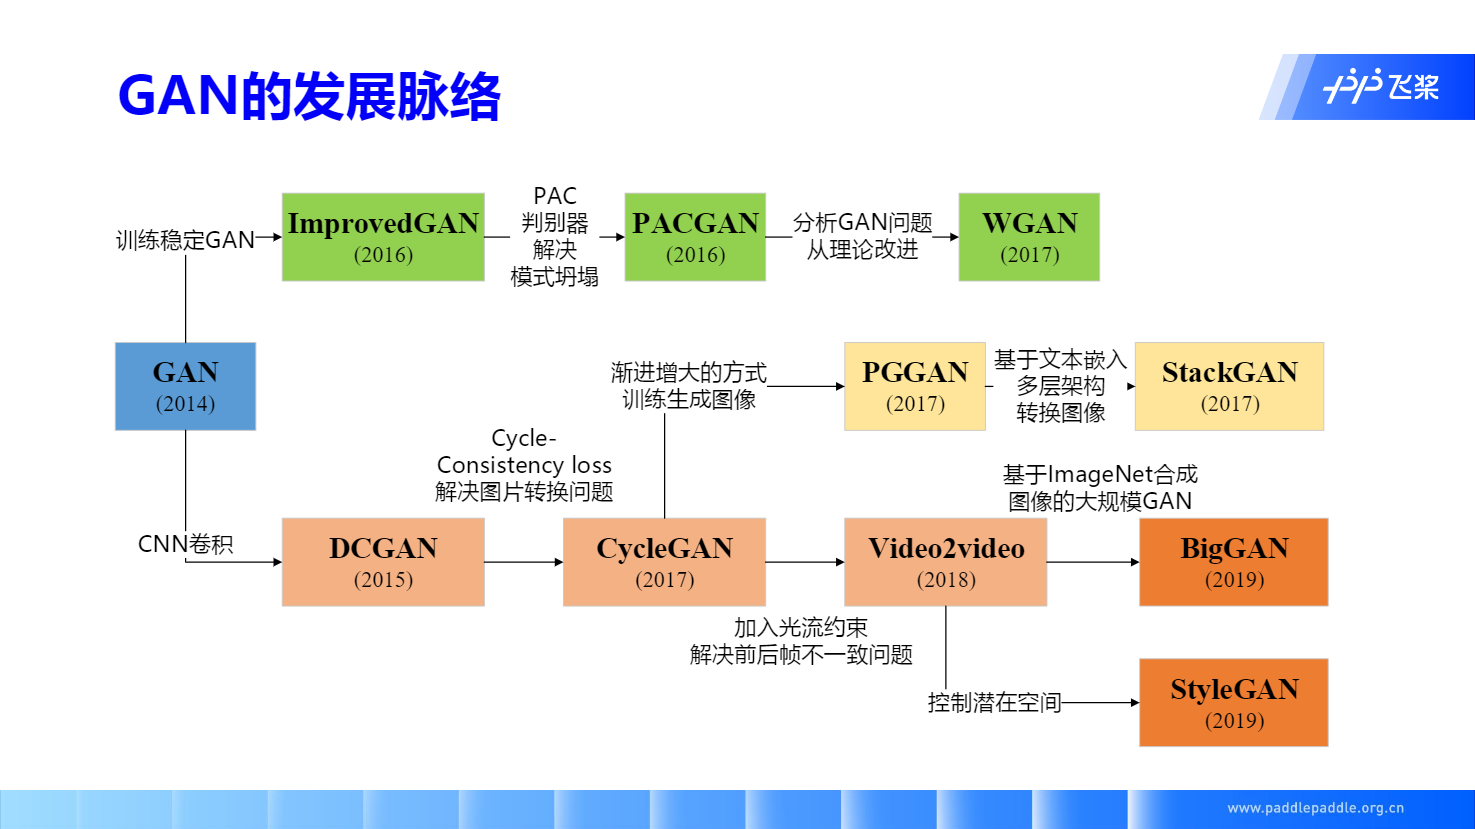 GAN的发展脉络
飞桨
训练稳定GAN
ImprovedGAN
(2016)
PAC
判别器
解决
模式坍塌
PACGAN
(2016)
分析GAN问题
从理论改进
WGAN
(2017)
GAN
(2014)
渐进增大的方式
训练生成图像
PGGAN
(2017)
基于文本嵌入
多层架构
转换图像
StackGAN
(2017)
CNN卷积
DCGAN
(2015)
Cycle-
Consistency loss
解决图片转换问题
CycleGAN
(2017)
加入光流约束
解决前后帧不一致问题
Video2video
(2018)
基于ImageNet合成
图像的大规模GAN
BigGAN
(2019)
控制潜在空间
StyleGAN
(2019)
www.paddlepaddle.org.cn